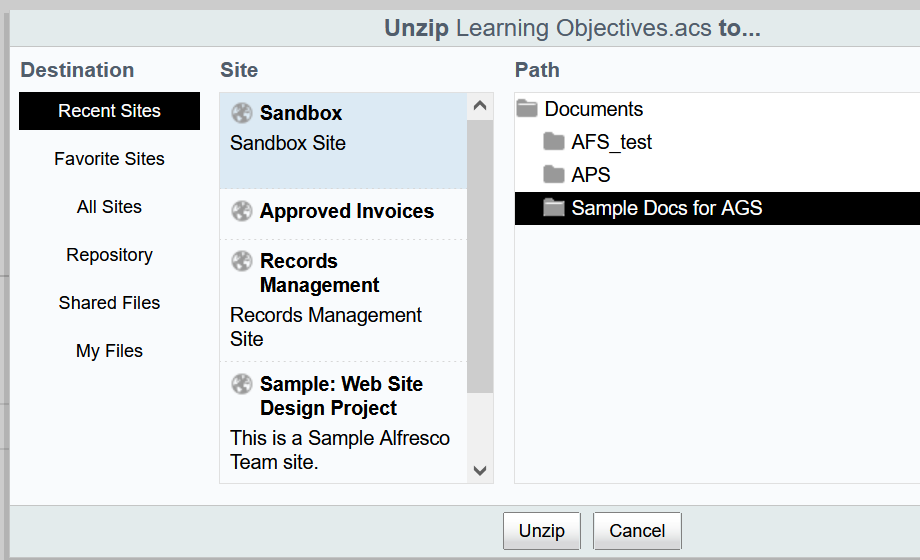 Unzip Learning Objectives.acs to...
Destination
Recent Sites
Favorite Sites
All Sites
Repository
Shared Files
My Files
Site
Sandbox
Sandbox Site
Approved Invoices
Records
Management
Records Management
Site
Sample: Web Site
Design Project
This is a Sample Alfresco
Team site.
Path
Documents
AFS_test
APS
Sample Docs for AGS
Unzip
Cancel